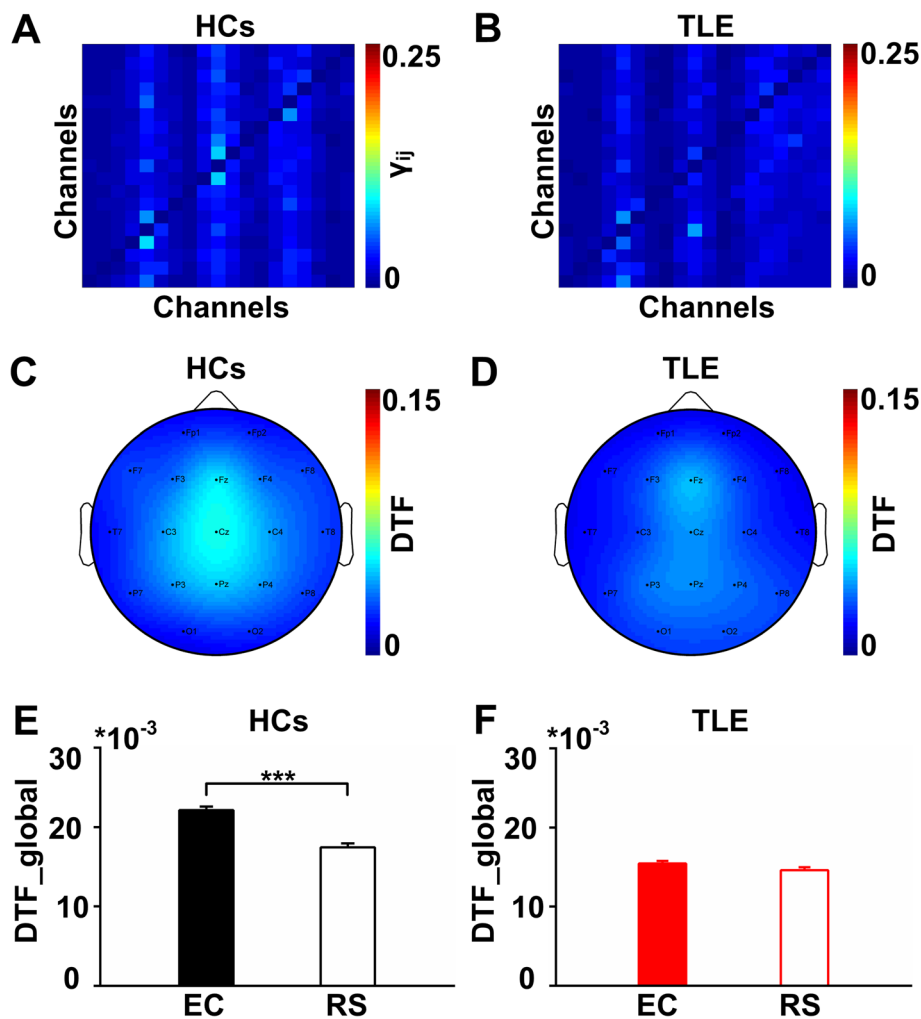 A
HCs
0.25
Channels
γij
0
Channels
B
TLE
0.25
Channels
0
Channels
C
HCs
0.15
Fp1
Fp2
F7
F3
Fz
F4
F8
T7
C3
Cz
C4
T8
DTF
P7
P3
Pz
P4
P8
O1
O2
0
D
TLE
0.15
Fp1
Fp2
F7
F3
Fz
F4
F8
T7
C3
Cz
C4
T8
DTF
P7
P3
Pz
P4
P8
O1
O2
0
E
HCs
*10-3
30
***
DTF_global
20
10
0
EC
RS
F
TLE
*10-3
30
DTF_global
20
10
0
EC
RS